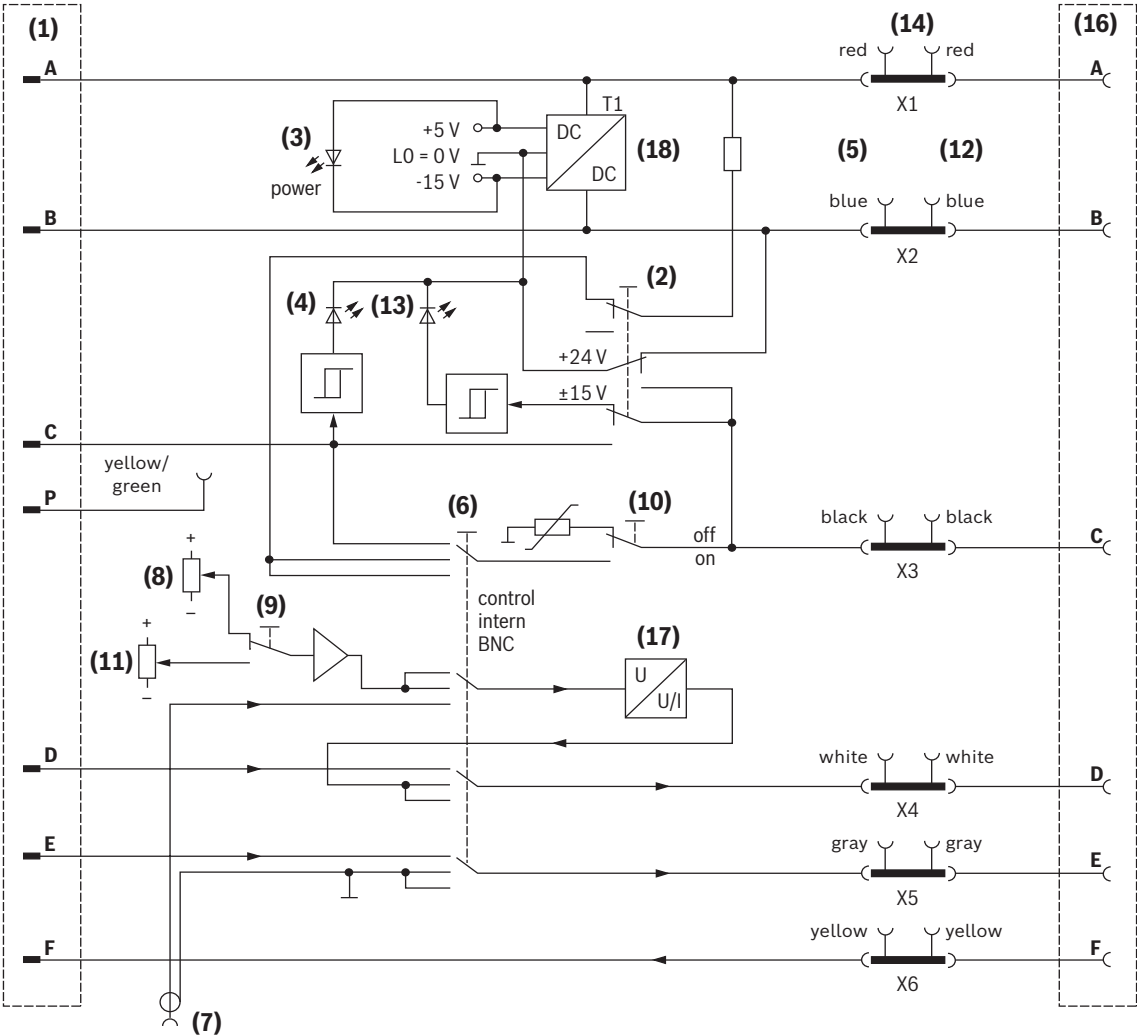 (1)
(14)
(16)
red red
A
A
X1
T1
+5 V
DC
(3)
L0 = 0 V
(18)
(5)
(12)
DC
-15 V
power
blue blue
B
B
X2
(2)
(4)
(13)
+24 V
±15 V
C
yellow/
green
P
(6)
(10)
black black
off
C
on
X3
+
(8)
control
–
(9)
intern
+
BNC
(17)
(11)
U
–
U/I
D
white white
D
X4
gray gray
E
E
X5
yellow yellow
F
F
X6
(7)